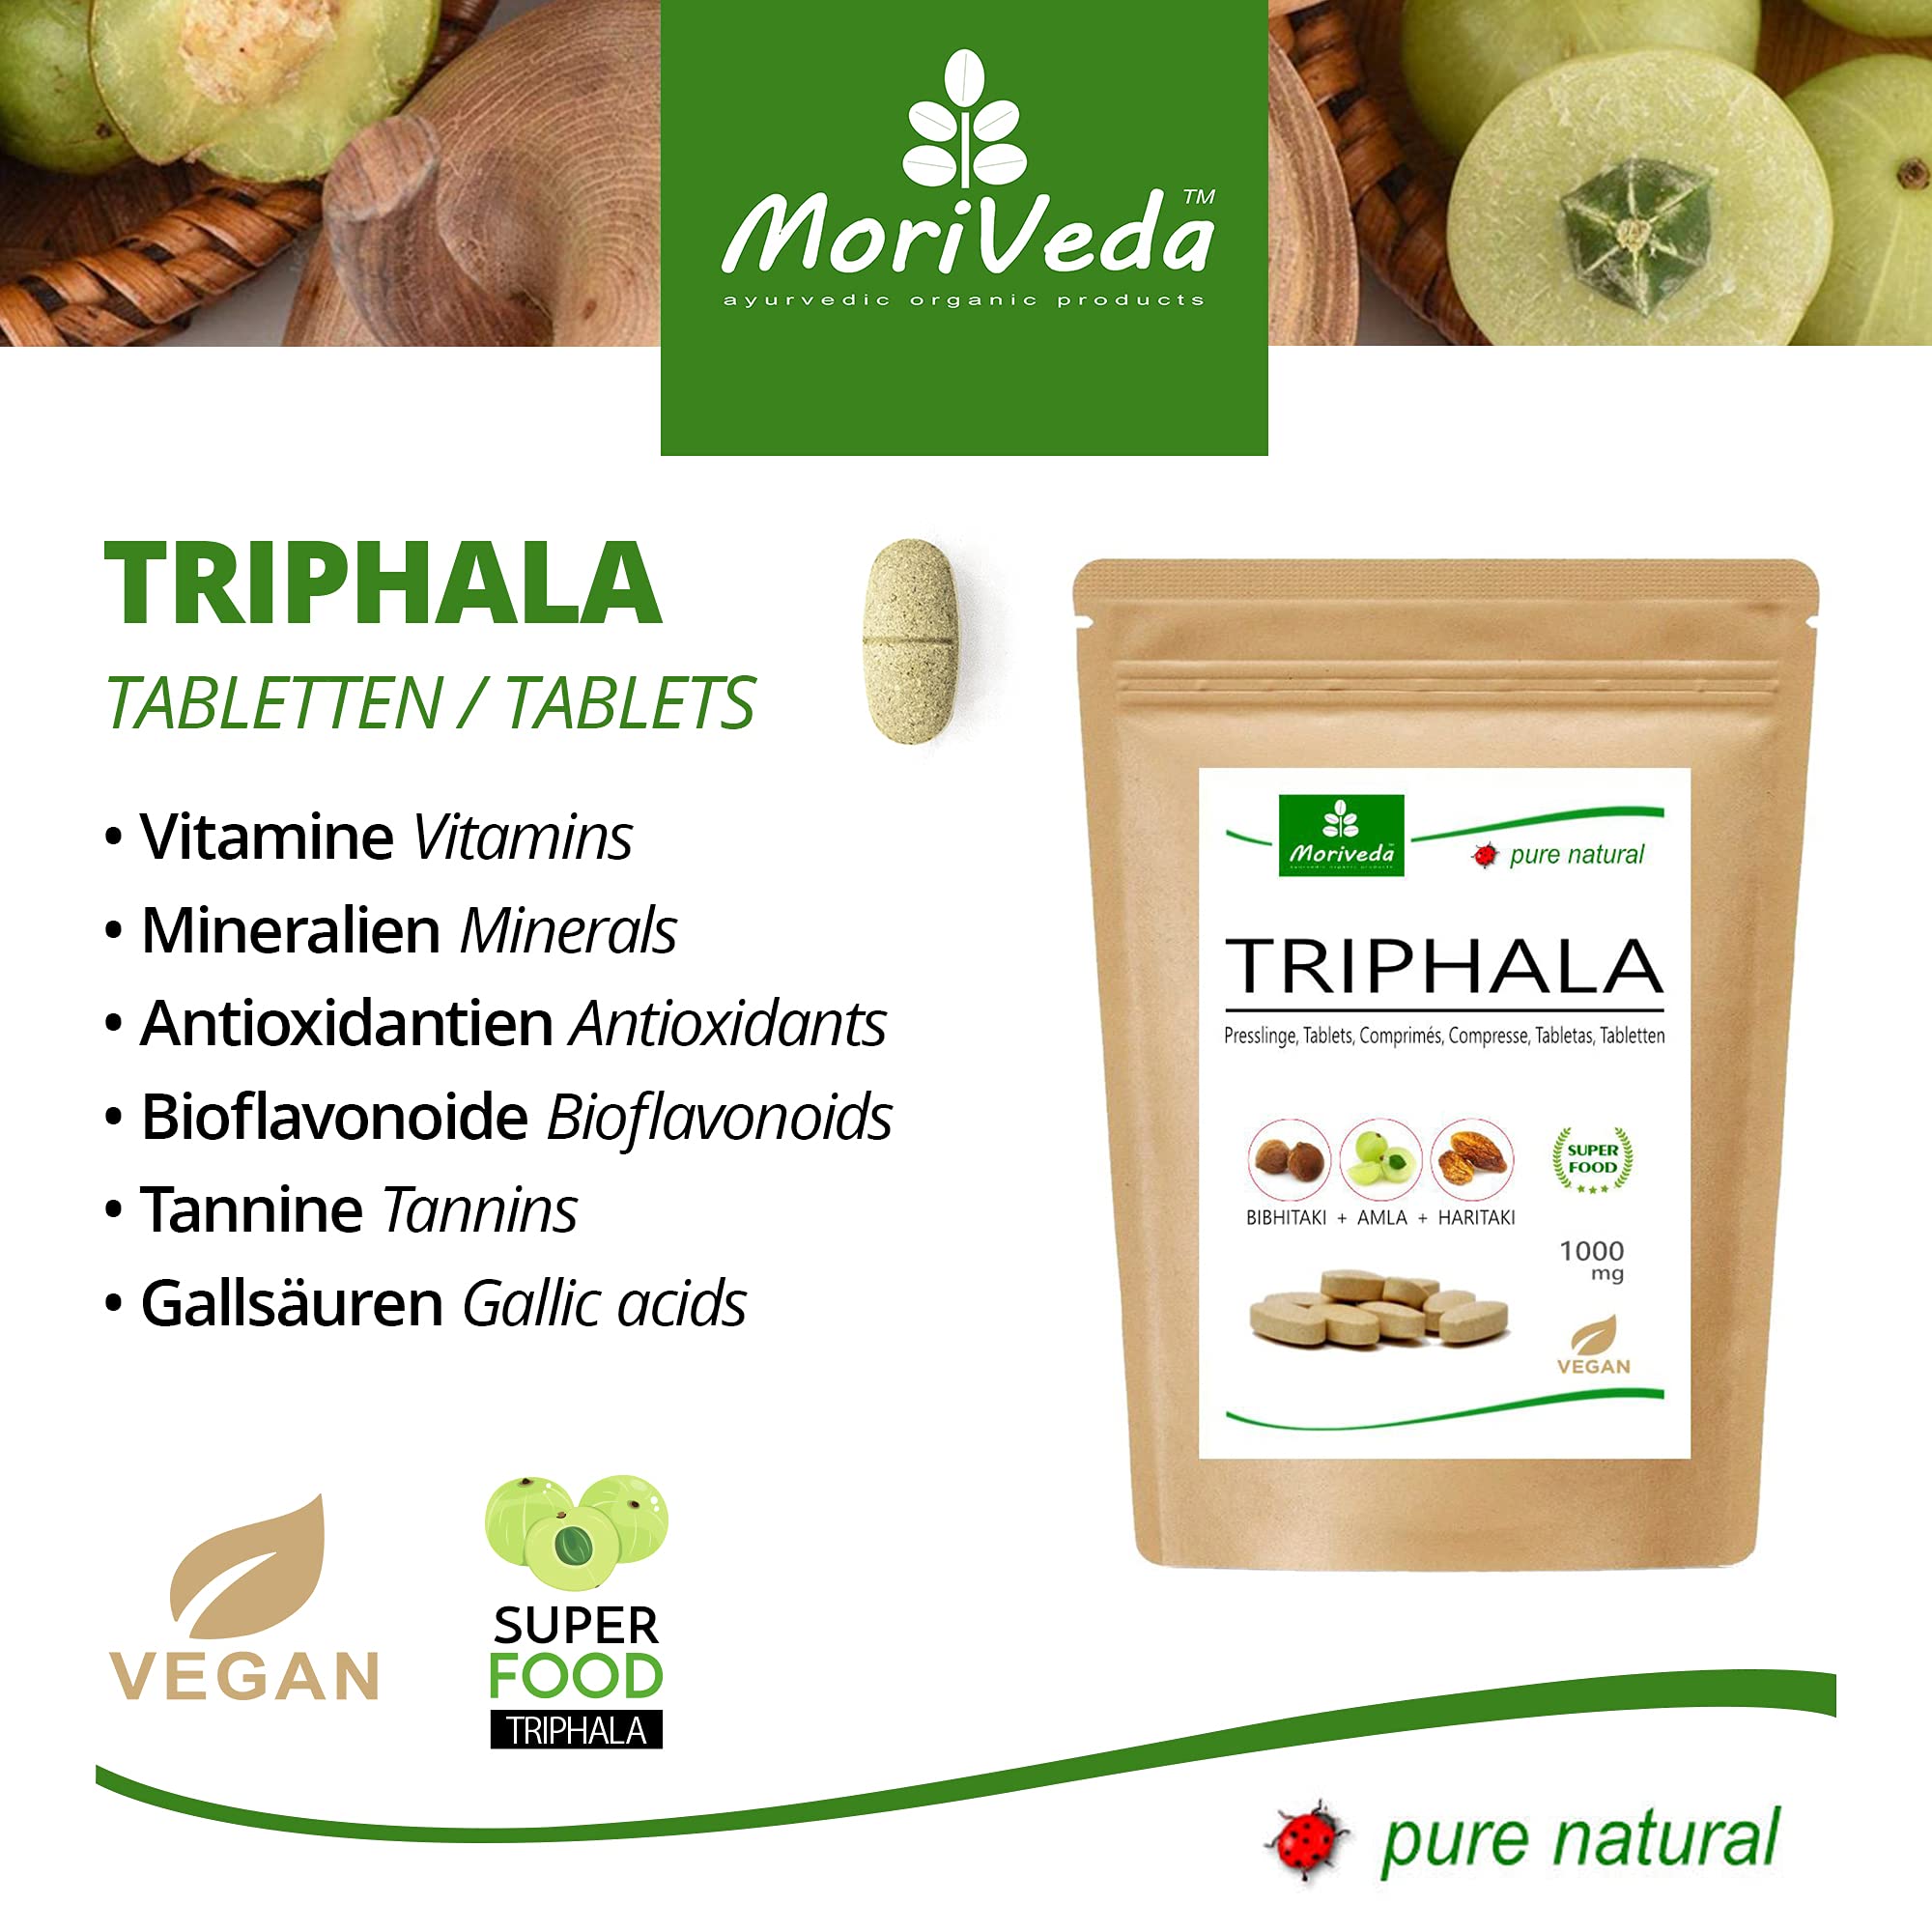 MoriVeda™
ayurvedic organic products
TRIPHALA
TABLETTEN / TABLETS
• Vitamine Vitamins
• Mineralien Minerals
• Antioxidantien Antioxidants
• Bioflavonoide Bioflavonoids
• Tannine Tannins
• Gallsäuren Gallic acids
VEGAN
SUPER
FOOD
TRIPHALA
Moriveda
pure natural
TRIPHALA
Presslinge, Tablets, Comprimés, Compresse, Tabletas, Tabletten
SUPER
FOOD
BIBHITAKI + AMLA + HARITAKI
1000
mg
VEGAN
pure natural